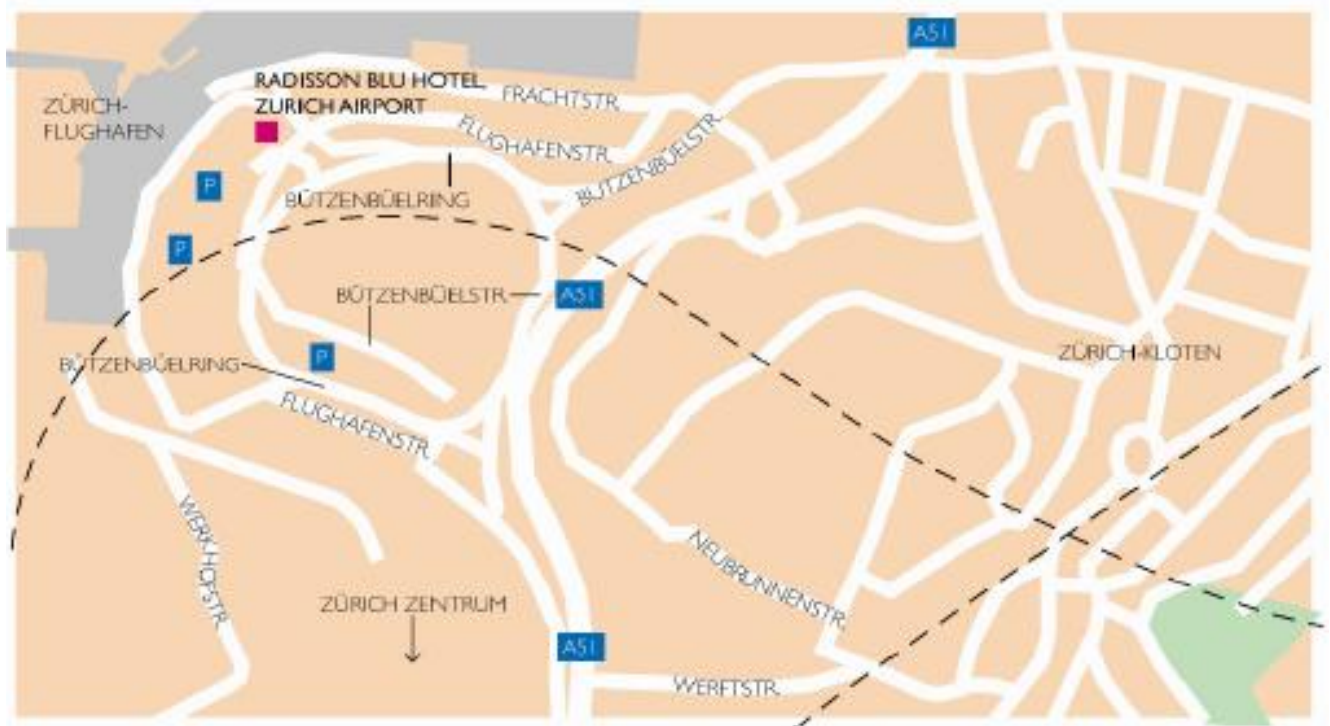 A51
RADISSON BLU HOTEL,
ZURICH AIRPORT
FRACHTSTR.
ZÜRICH-
FLUGHAFEN
FLUGHAFENSTR.
BÜTZENBÜELSTR.
P
BÜTZENBÜELRING
P
BÜTZENBÜELSTR.
A51
P
BÜTZENBÜELRING
ZÜRICH-KLOTEN
FLUGHAFENSTR.
WERKHOFSTR.
NEUBRUNNENSTR.
ZÜRICH ZENTRUM
A51
WERFTSTR.